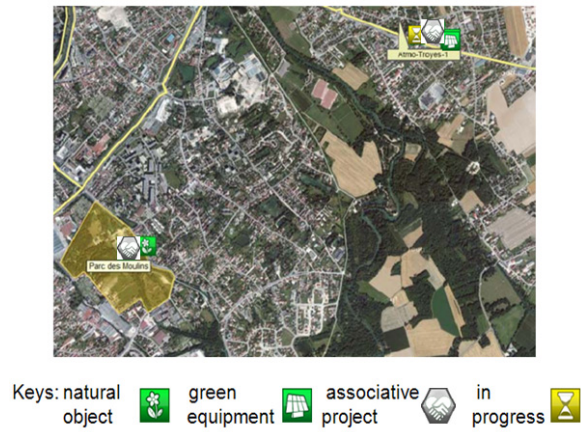 Atmo-Troyes-1
Parc des Moulins
Keys: natural green associative in
object equipment project progress